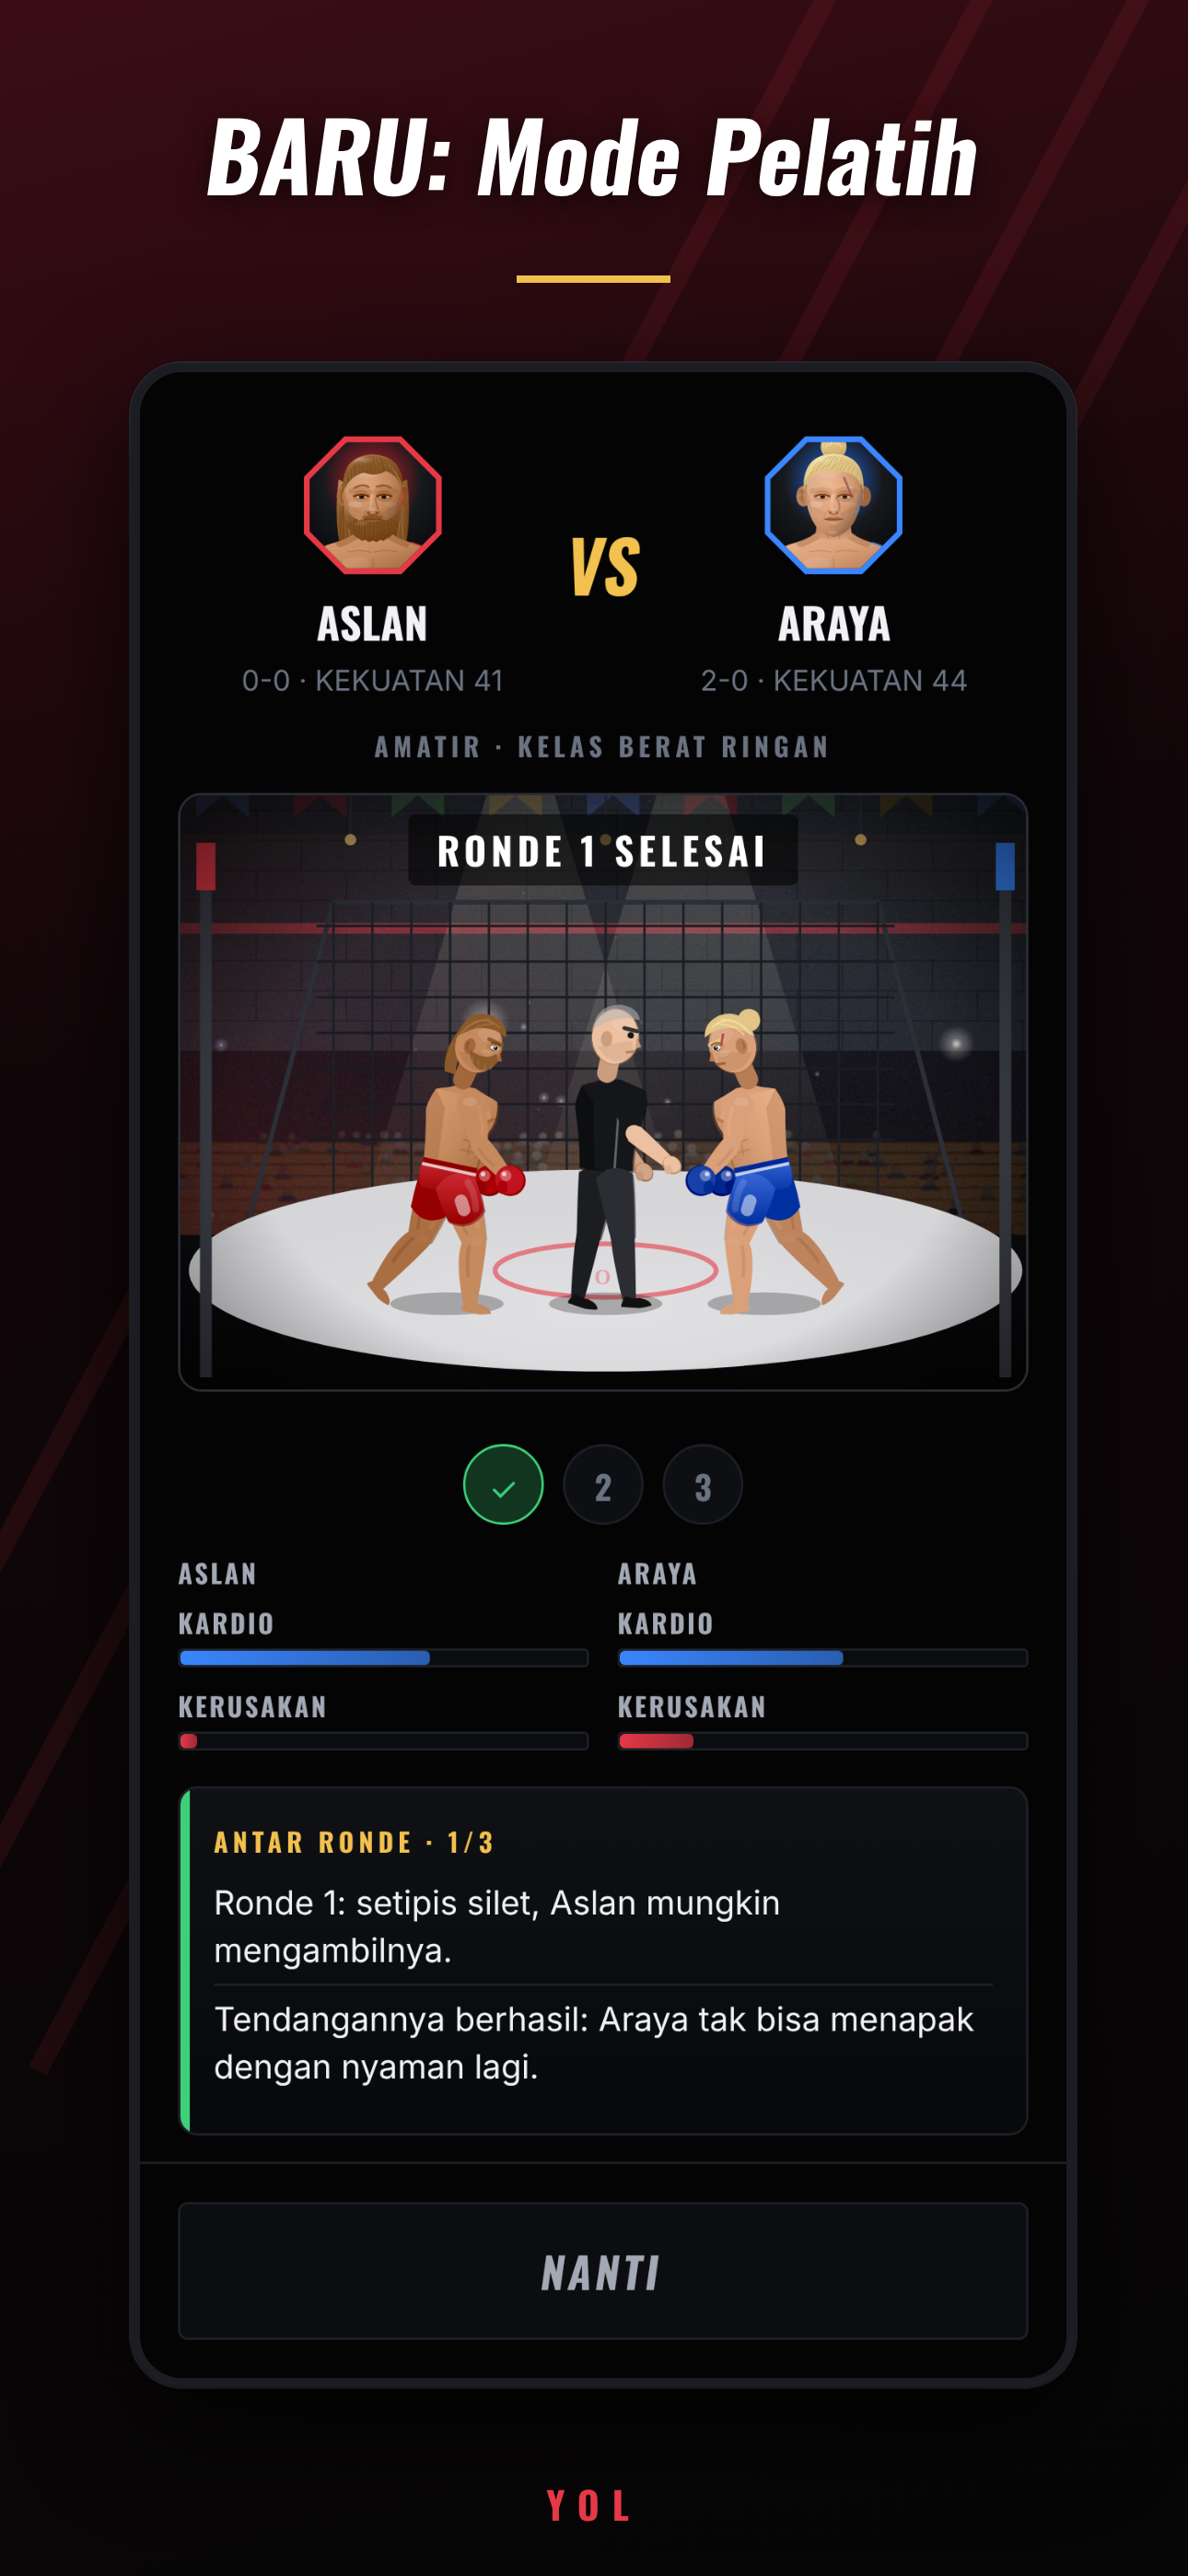 BARU: Mode Pelatih
VS
ASLAN
ARAYA
0-0 · KEKUATAN 41
2-0 · KEKUATAN 44
AMATIR · KELAS BERAT RINGAN
RONDE 1 SELESAI
O
2
3
ASLAN
KARDIO
KERUSAKAN
ARAYA
KARDIO
KERUSAKAN
ANTAR RONDE · 1/3
Ronde 1: setipis silet, Aslan mungkin
mengambilnya.
Tendangannya berhasil: Araya tak bisa menapak
dengan nyaman lagi.
NANTI
YOL